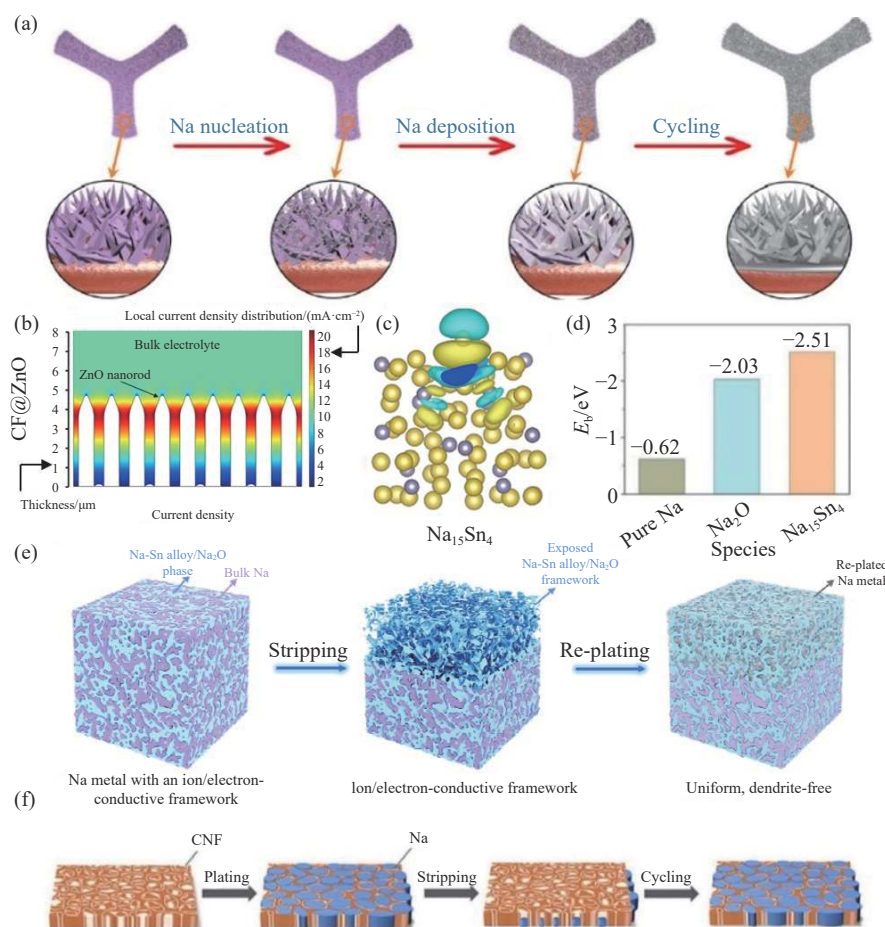 (a)
Na nucleation
Na deposition
Cycling
(b)
Local current density distribution/(mA·cm⁻²)
CF@ZnO
8
7
6
5
4
3
2
1
0
Bulk electrolyte
ZnO nanorod
20
18
16
14
12
10
8
6
4
2
Thickness/μm
Current density
(c)
Na₁₅Sn₄
(d)
E_b/eV
−3
−2
−1
0
−0.62
−2.03
−2.51
Pure Na
Na₂O
Na₁₅Sn₄
Species
(e)
Na-Sn alloy/Na₂O
phase
Bulk Na
Stripping
Exposed
Na-Sn alloy/Na₂O
framework
Re-plating
Re-plated
Na metal
Na metal with an ion/electron-
conductive framework
Ion/electron-conductive framework
Uniform, dendrite-free
(f)
CNF
Plating
Na
Stripping
Cycling